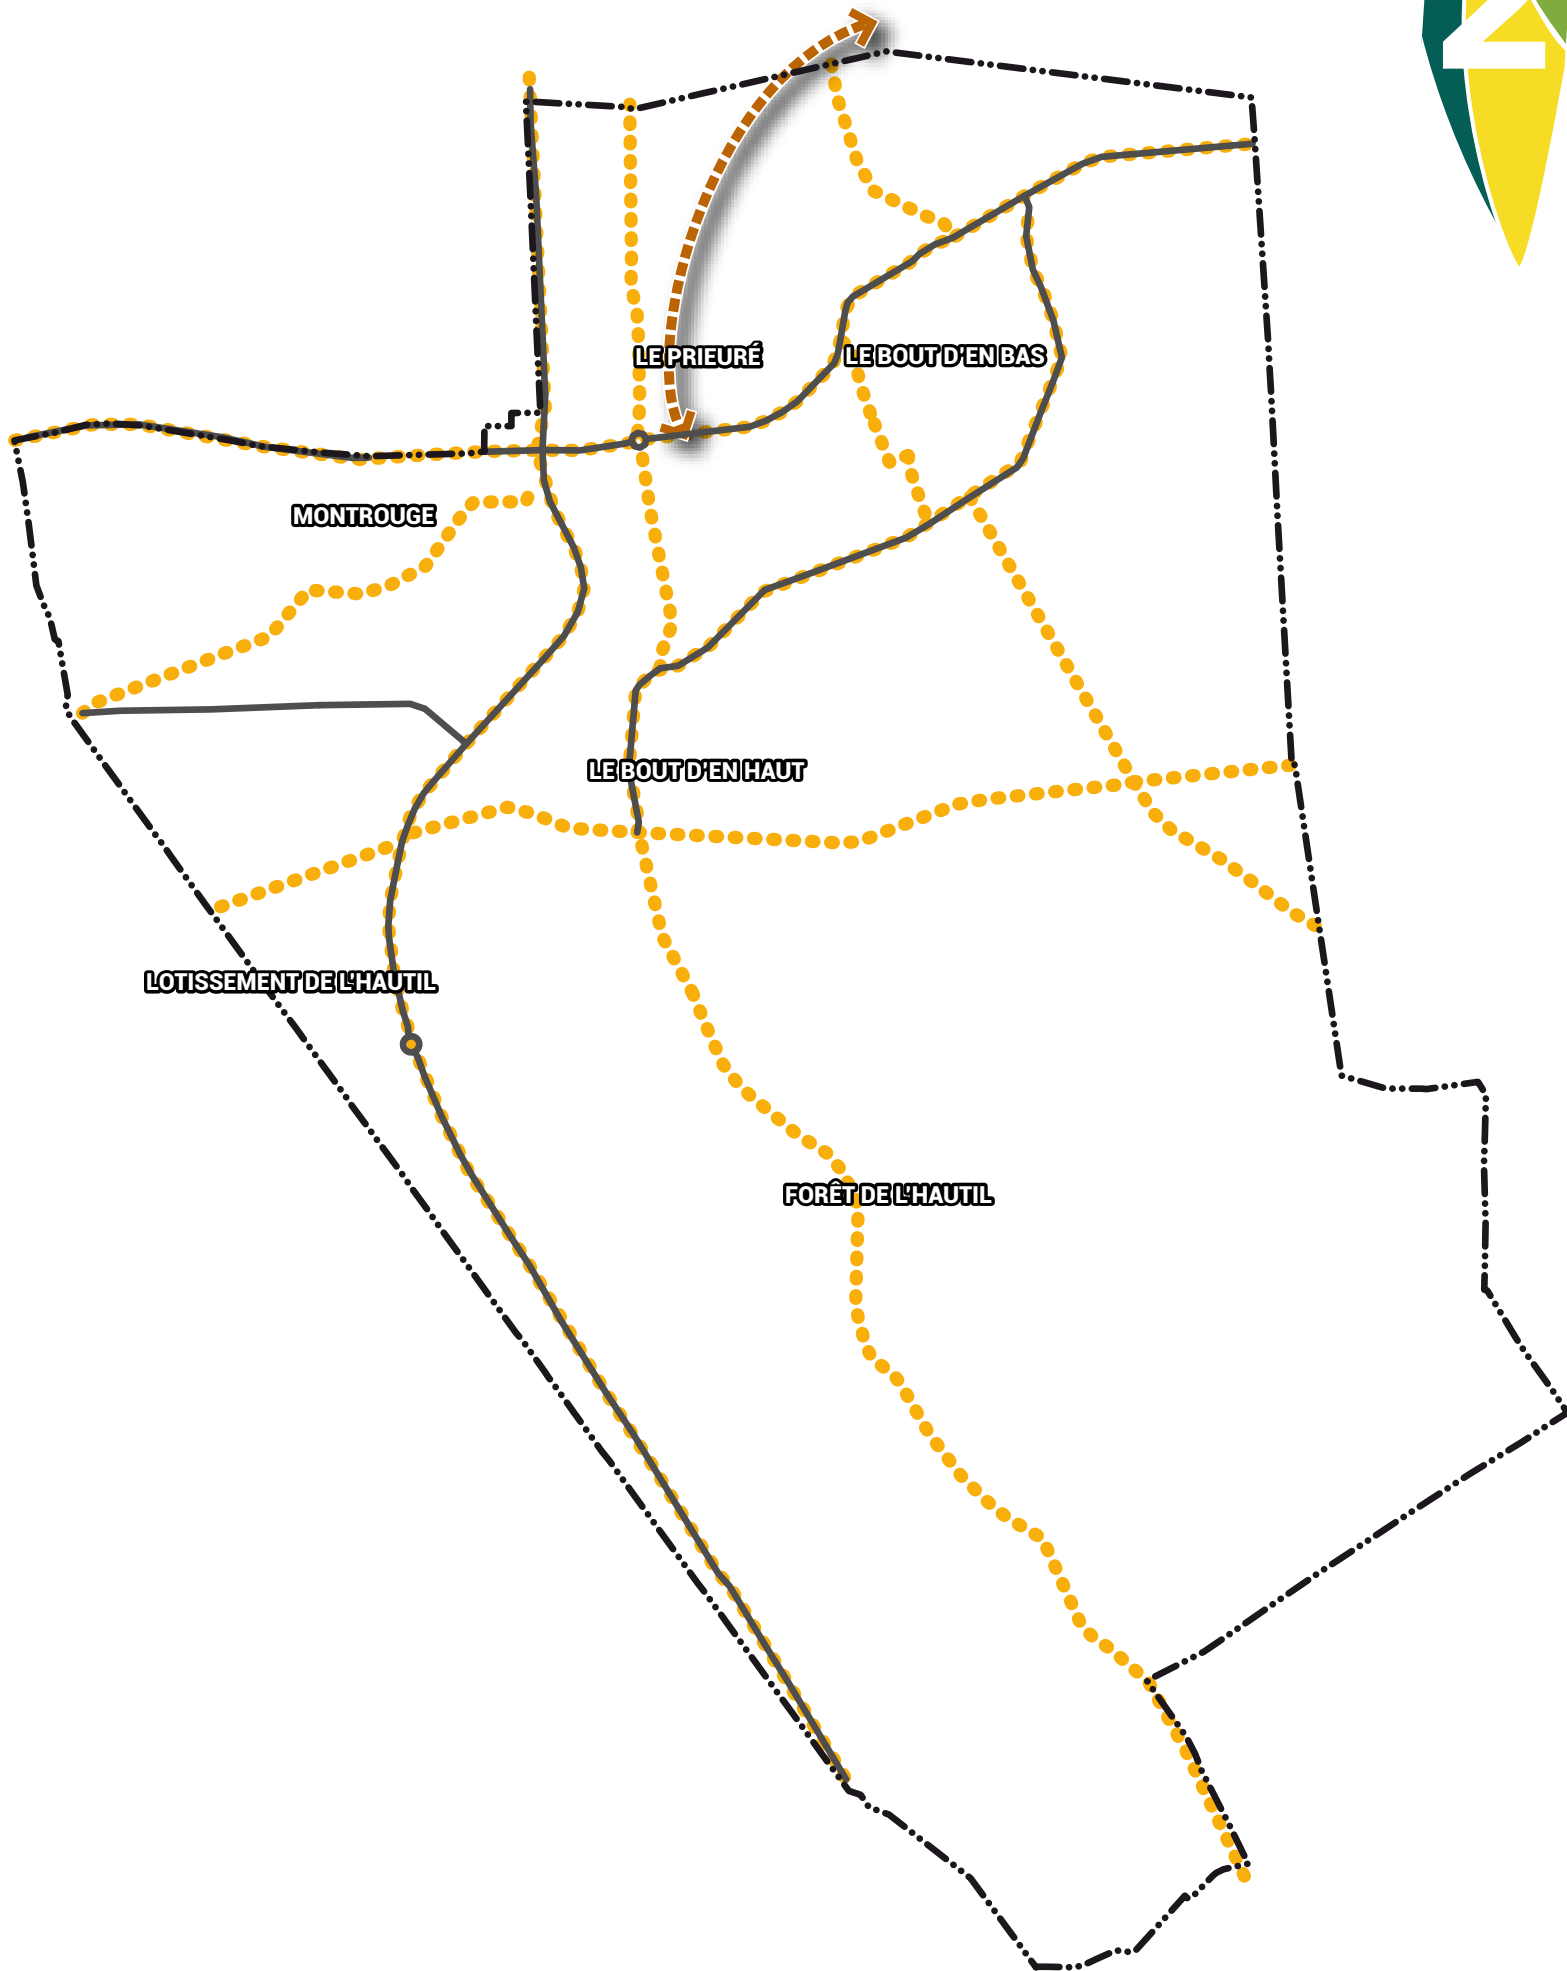 LE PRIEURÉ
LE BOUT D'EN BAS
MONTROUGE
LE BOUT D'EN HAUT
LOTISSEMENT DE L'HAUTIL
FORÊT DE L'HAUTIL